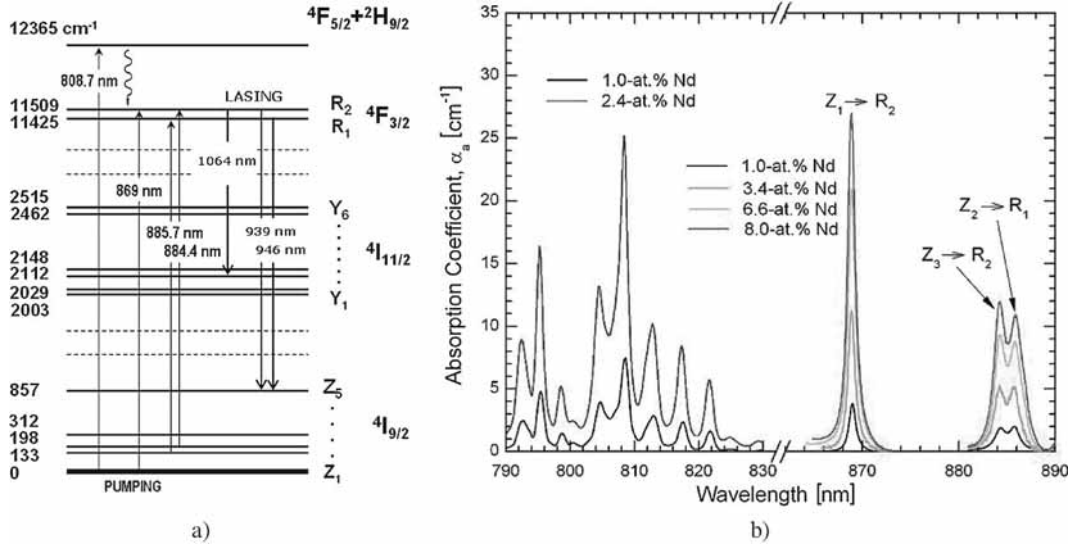 a)
⁴F₅/₂+²H₉/₂
12365 cm⁻¹
808.7 nm
LASING
11509
R₂
⁴F₃/₂
11425
R₁
1064 nm
869 nm
2515
Y₆
2462
885.7 nm
939 nm
884.4 nm
946 nm
⁴I₁₁/₂
2148
2112
2029
Y₁
2003
857
Z₅
312
⁴I₉/₂
198
133
0
Z₁
PUMPING
a)
b)
35
30
25
20
15
10
5
0
Absorption Coefficient, αₐ [cm⁻¹]
1.0-at.% Nd
2.4-at.% Nd
Z₁ → R₂
1.0-at.% Nd
3.4-at.% Nd
6.6-at.% Nd
8.0-at.% Nd
Z₂ → R₁
Z₃ → R₂
790 800 810 820 830 870 880 890
Wavelength [nm]
b)